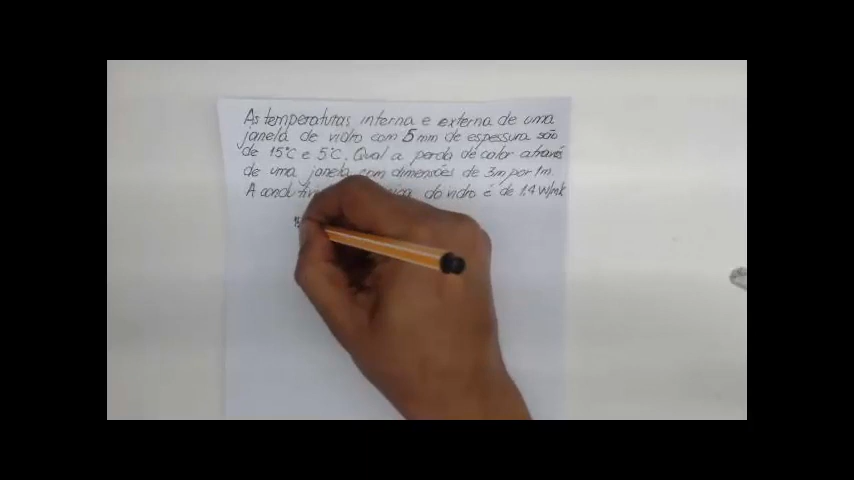 As temperaturas interna e externa de uma
janela de vidro com 5 mm de espessura são
de 15°C e 5°C. Qual a perda de calor através
de uma janela com dimensões de 3m por 1m.
A do vidro é de 1,4 W/mk